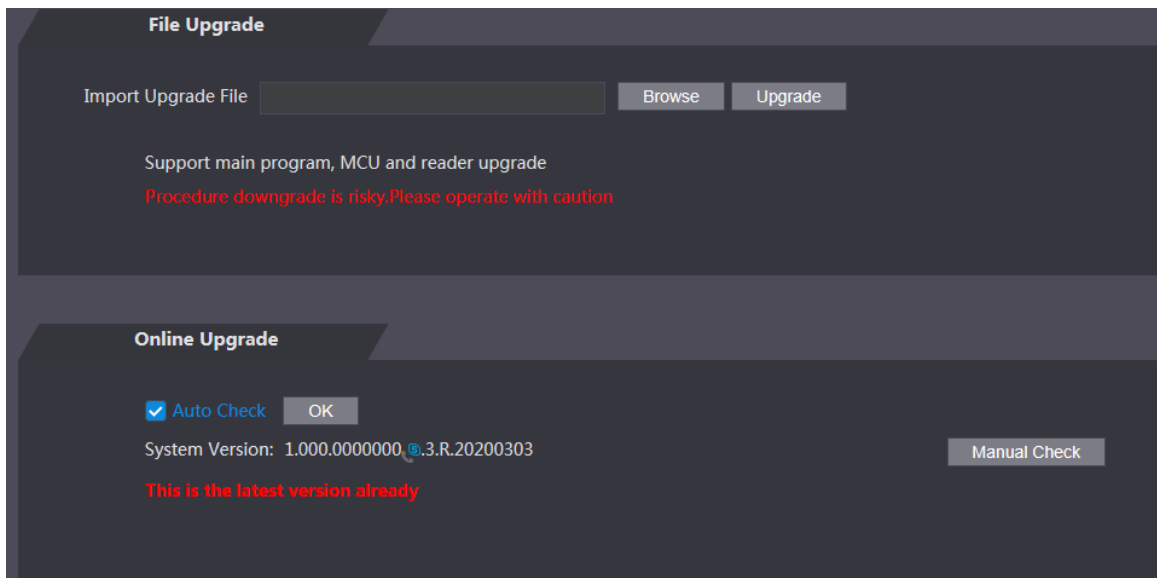 File Upgrade
Import Upgrade File Browse Upgrade
Support main program, MCU and reader upgrade
Procedure downgrade is risky.Please operate with caution
Online Upgrade
Auto Check OK
System Version: 1.000.0000000 .3.R.20200303
Manual Check
This is the latest version already